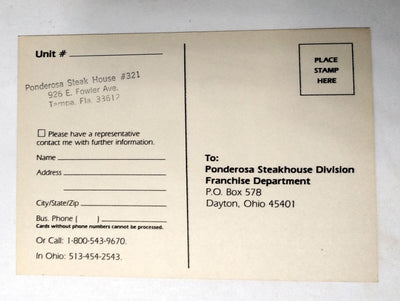 Unit #
Ponderosa Steak House #321
926 E. Fowler Ave.
Tampa, Fla. 33612
Please have a representative
contact me with further information.
Name
Address
City/State/Zip
Bus. Phone ( )
Cards without phone numbers cannot be processed.
Or Call: 1-800-543-9670.
In Ohio: 513-454-2543.
PLACE
STAMP
HERE
To:
Ponderosa Steakhouse Division
Franchise Department
P.O. Box 578
Dayton, Ohio 45401